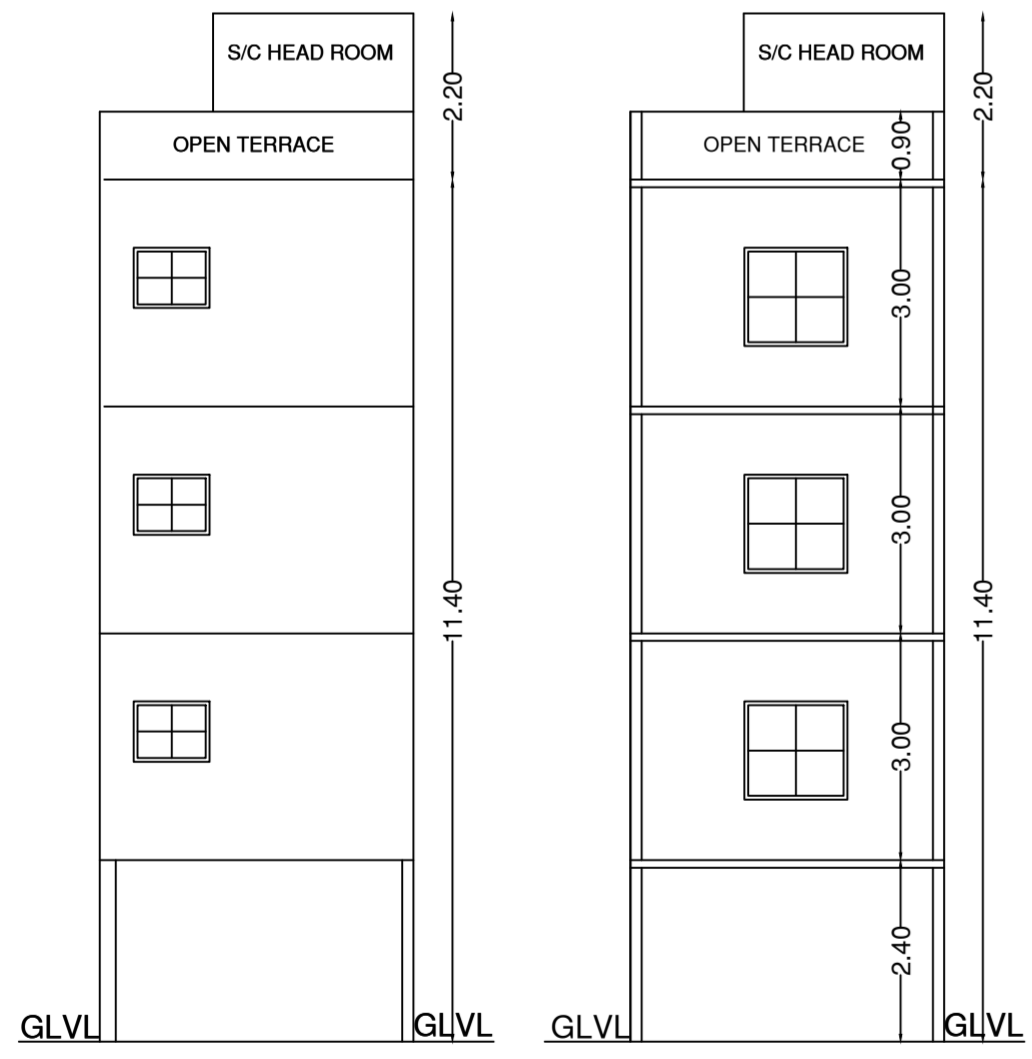 S/C HEAD ROOM
2.20
OPEN TERRACE
11.40
GLVL
GLVL
S/C HEAD ROOM
2.20
OPEN TERRACE
0.90
3.00
3.00
11.40
3.00
2.40
GLVL
GLVL